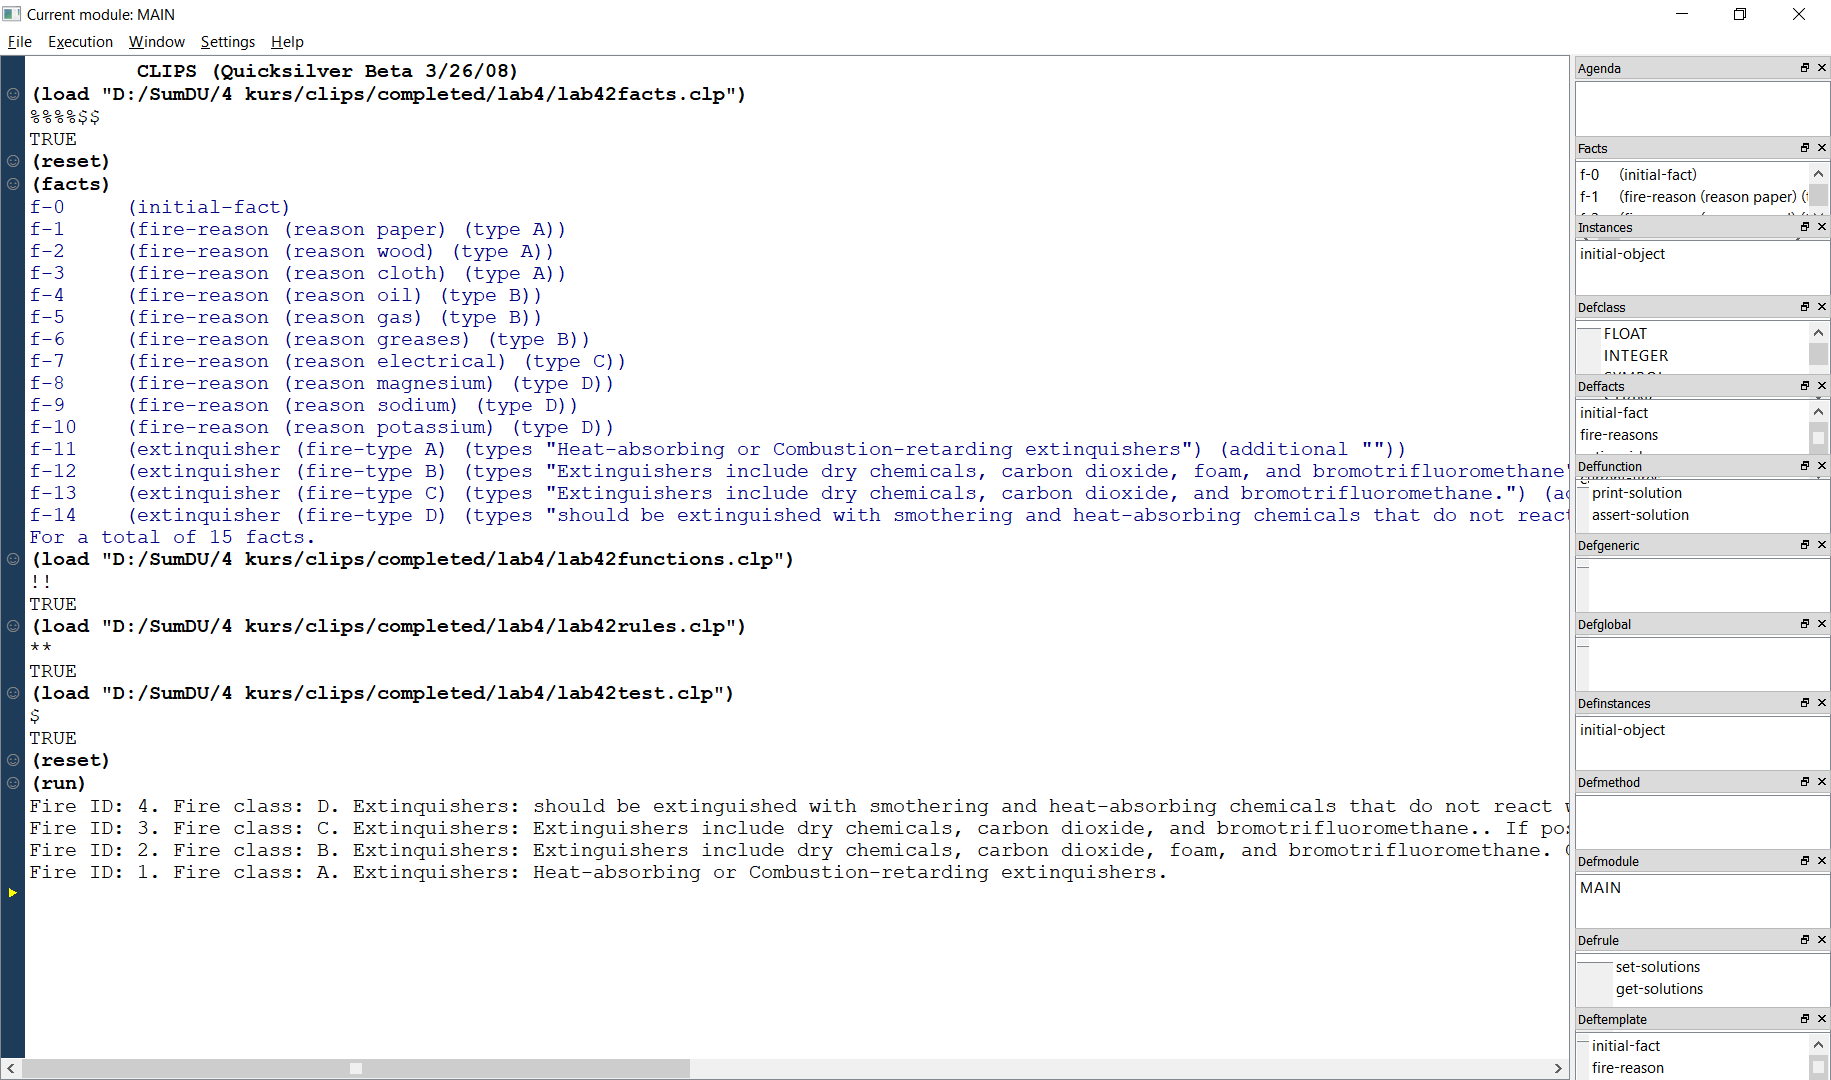 Current module: MAIN
File Execution Window Settings Help
CLIPS (Quicksilver Beta 3/26/08)
(load "D:/SumDU/4 kurs/clips/completed/lab4/lab42facts.clp")
%%%%$$
TRUE
(reset)
(facts)
f-0 (initial-fact)
f-1 (fire-reason (reason paper) (type A))
f-2 (fire-reason (reason wood) (type A))
f-3 (fire-reason (reason cloth) (type A))
f-4 (fire-reason (reason oil) (type B))
f-5 (fire-reason (reason gas) (type B))
f-6 (fire-reason (reason greases) (type B))
f-7 (fire-reason (reason electrical) (type C))
f-8 (fire-reason (reason magnesium) (type D))
f-9 (fire-reason (reason sodium) (type D))
f-10 (fire-reason (reason potassium) (type D))
f-11 (extinquisher (fire-type A) (types "Heat-absorbing or Combustion-retarding extinquishers") (additional ""))
f-12 (extinquisher (fire-type B) (types "Extinguishers include dry chemicals, carbon dioxide, foam, and bromotrifluoromethane"
f-13 (extinquisher (fire-type C) (types "Extinguishers include dry chemicals, carbon dioxide, and bromotrifluoromethane.") (ad
f-14 (extinquisher (fire-type D) (types "should be extinguished with smothering and heat-absorbing chemicals that do not react
For a total of 15 facts.
(load "D:/SumDU/4 kurs/clips/completed/lab4/lab42functions.clp")
!!
TRUE
(load "D:/SumDU/4 kurs/clips/completed/lab4/lab42rules.clp")
**
TRUE
(load "D:/SumDU/4 kurs/clips/completed/lab4/lab42test.clp")
$
TRUE
(reset)
(run)
Fire ID: 4. Fire class: D. Extinquishers: should be extinguished with smothering and heat-absorbing chemicals that do not react
Fire ID: 3. Fire class: C. Extinquishers: Extinguishers include dry chemicals, carbon dioxide, and bromotrifluoromethane.. If pos
Fire ID: 2. Fire class: B. Extinquishers: Extinguishers include dry chemicals, carbon dioxide, foam, and bromotrifluoromethane.
Fire ID: 1. Fire class: A. Extinquishers: Heat-absorbing or Combustion-retarding extinquishers.
Agenda
Facts
f-0 (initial-fact)
f-1 (fire-reason (reason paper) (
Instances
initial-object
Defclass
FLOAT
INTEGER
Deffacts
initial-fact
fire-reasons
Deffunction
print-solution
assert-solution
Defgeneric
Defglobal
Definstances
initial-object
Defmethod
Defmodule
MAIN
Defrule
set-solutions
get-solutions
Deftemplate
initial-fact
fire-reason